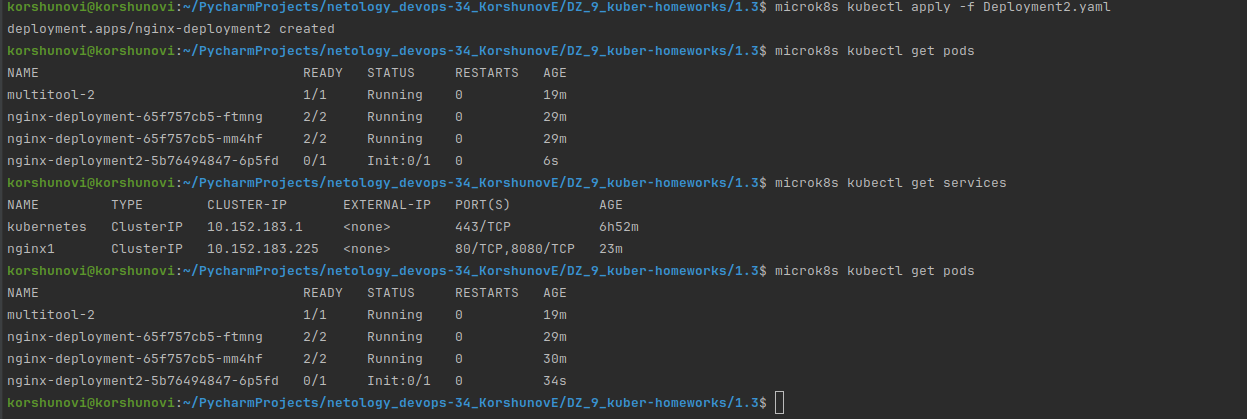 korshunovi@korshunovi:~/PycharmProjects/netology_devops-34_KorshunovE/DZ_9_kuber-homeworks/1.3$ microk8s kubectl apply -f Deployment2.yaml
deployment.apps/nginx-deployment2 created
korshunovi@korshunovi:~/PycharmProjects/netology_devops-34_KorshunovE/DZ_9_kuber-homeworks/1.3$ microk8s kubectl get pods
NAME                                 READY   STATUS     RESTARTS   AGE
multitool-2                          1/1     Running    0          19m
nginx-deployment-65f757cb5-ftmng     2/2     Running    0          29m
nginx-deployment-65f757cb5-mm4hf     2/2     Running    0          29m
nginx-deployment2-5b76494847-6p5fd   0/1     Init:0/1   0          6s
korshunovi@korshunovi:~/PycharmProjects/netology_devops-34_KorshunovE/DZ_9_kuber-homeworks/1.3$ microk8s kubectl get services
NAME         TYPE        CLUSTER-IP       EXTERNAL-IP   PORT(S)           AGE
kubernetes   ClusterIP   10.152.183.1     <none>        443/TCP           6h52m
nginx1       ClusterIP   10.152.183.225   <none>        80/TCP,8080/TCP   23m
korshunovi@korshunovi:~/PycharmProjects/netology_devops-34_KorshunovE/DZ_9_kuber-homeworks/1.3$ microk8s kubectl get pods
NAME                                 READY   STATUS     RESTARTS   AGE
multitool-2                          1/1     Running    0          19m
nginx-deployment-65f757cb5-ftmng     2/2     Running    0          29m
nginx-deployment-65f757cb5-mm4hf     2/2     Running    0          30m
nginx-deployment2-5b76494847-6p5fd   0/1     Init:0/1   0          34s
korshunovi@korshunovi:~/PycharmProjects/netology_devops-34_KorshunovE/DZ_9_kuber-homeworks/1.3$